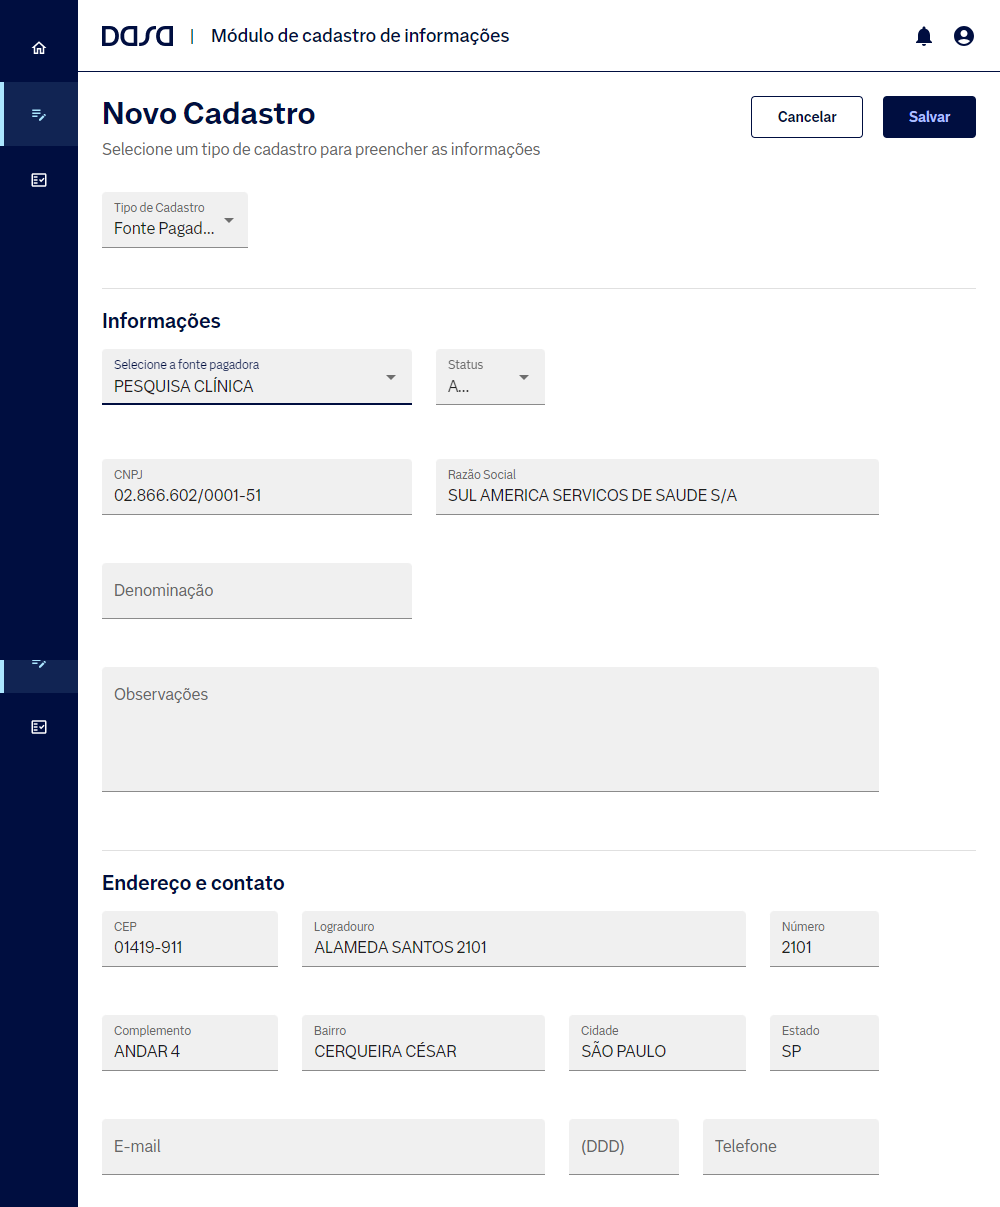 DASA | Módulo de cadastro de informações
Novo Cadastro
Cancelar
Salvar
Selecione um tipo de cadastro para preencher as informações
Tipo de Cadastro
Fonte Pagad...
Informações
Selecione a fonte pagadora
PESQUISA CLÍNICA
Status
A...
CNPJ
02.866.602/0001-51
Razão Social
SUL AMERICA SERVICOS DE SAUDE S/A
Denominação
Observações
Endereço e contato
CEP
01419-911
Logradouro
ALAMEDA SANTOS 2101
Número
2101
Complemento
ANDAR 4
Bairro
CERQUEIRA CÉSAR
Cidade
SÃO PAULO
Estado
SP
E-mail
(DDD)
Telefone